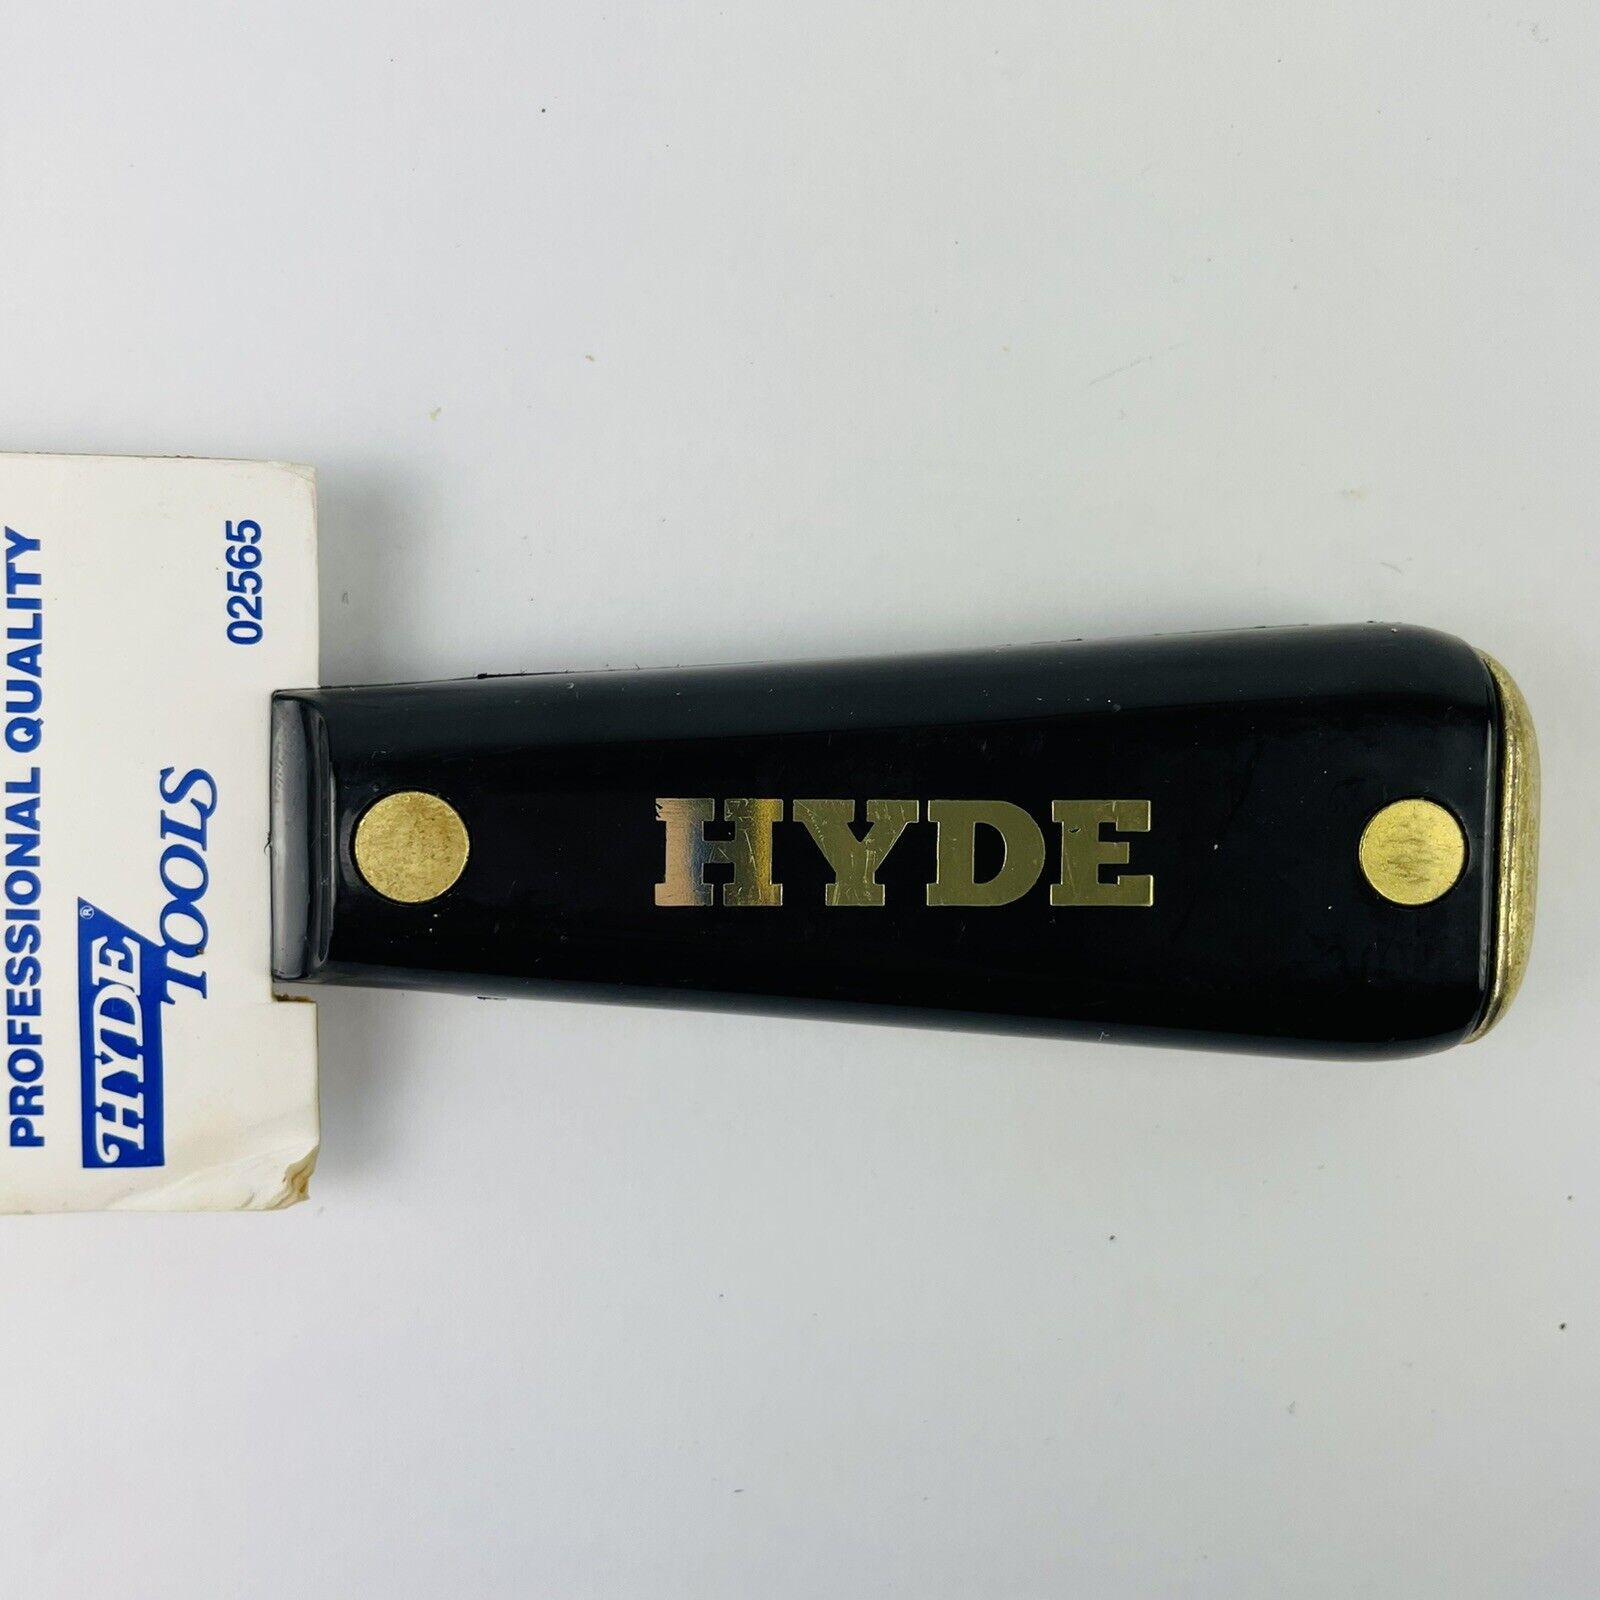 PROFESSIONAL QUALITY
HYDE®
TOOLS
02565
HYDE